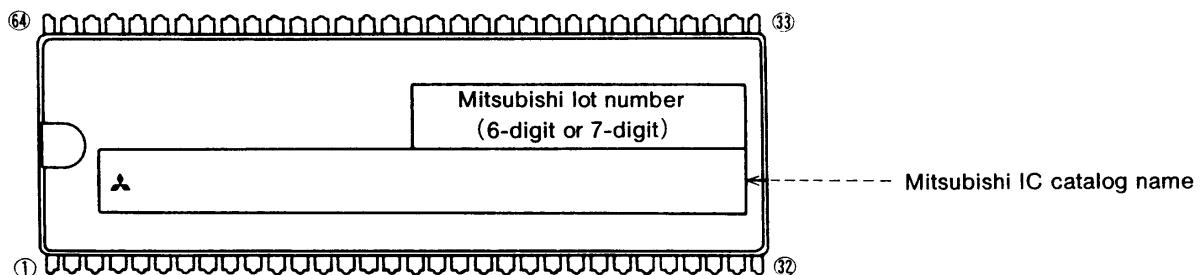 64 33
Mitsubishi lot number
(6-digit or 7-digit)
Mitsubishi IC catalog name
1 32